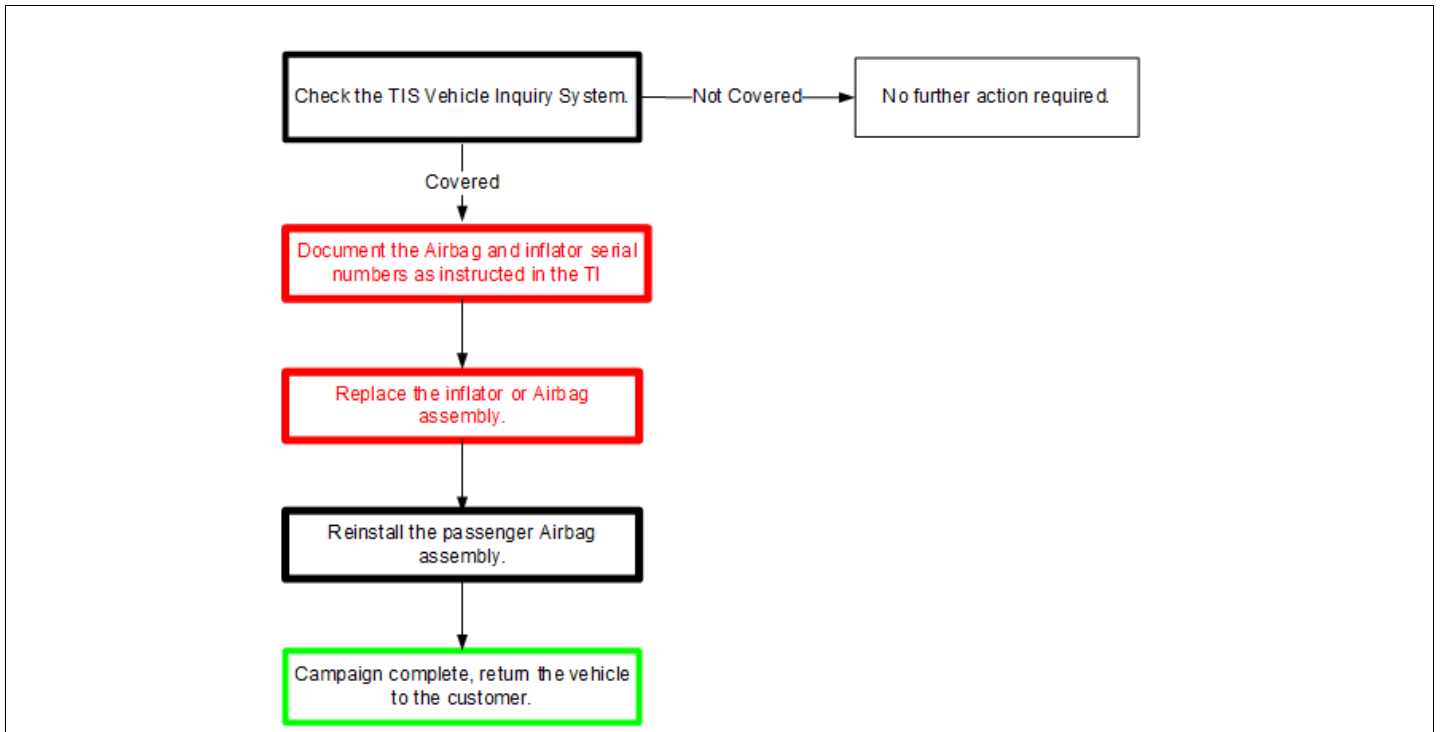 Check the TIS Vehicle Inquiry System.
Not Covered
No further action required.
Covered
Document the Airbag and inflator serial
numbers as instructed in the TI
Replace the inflator or Airbag
assembly.
Reinstall the passenger Airbag
assembly.
Campaign complete, return the vehicle
to the customer.